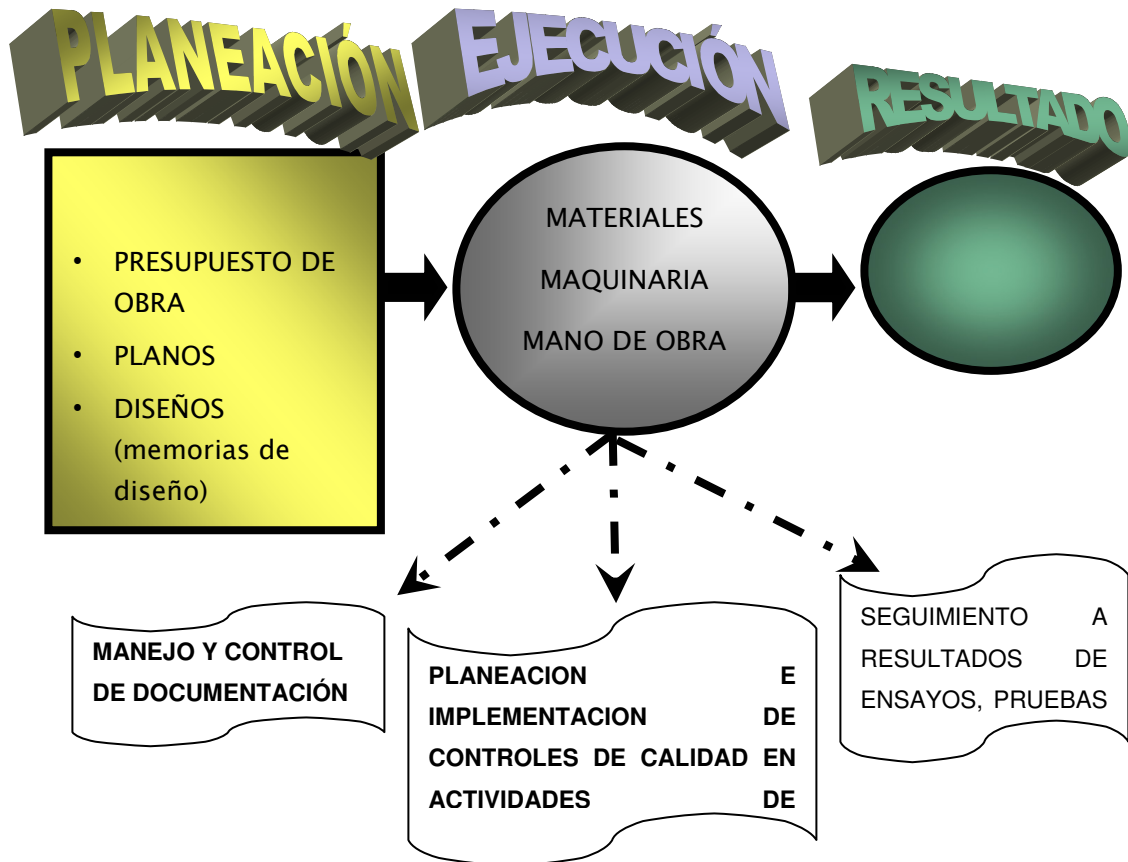 PLANEACIÓN
EJECUCIÓN
RESULTADO
• PRESUPUESTO DE
OBRA
• PLANOS
• DISEÑOS
(memorias de
diseño)
MATERIALES
MAQUINARIA
MANO DE OBRA
MANEJO Y CONTROL
DE DOCUMENTACIÓN
PLANEACION E
IMPLEMENTACION DE
CONTROLES DE CALIDAD EN
ACTIVIDADES DE
SEGUIMIENTO A
RESULTADOS DE
ENSAYOS, PRUEBAS